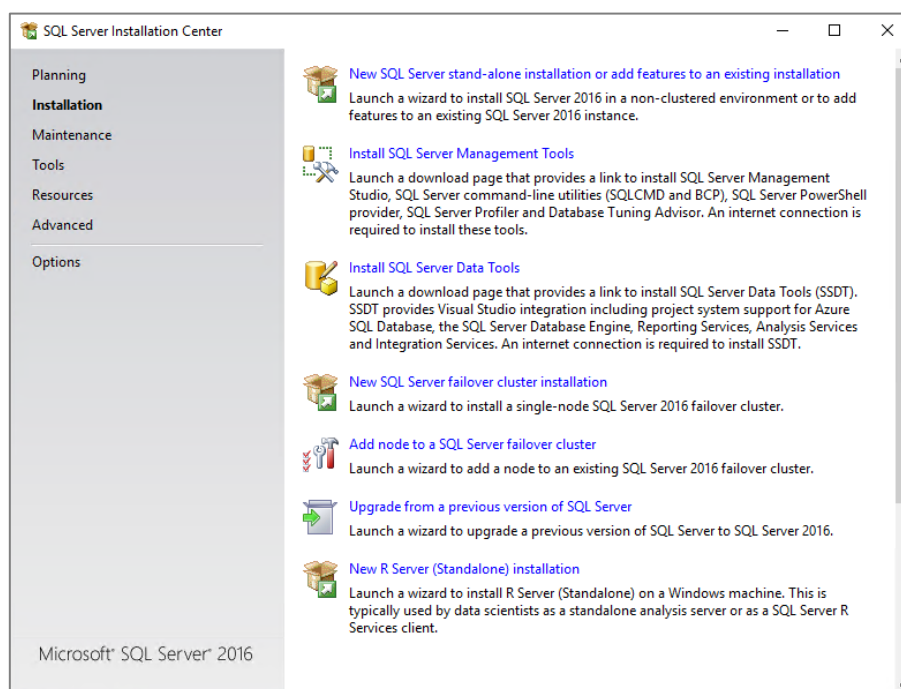 SQL Server Installation Center
Planning
Installation
Maintenance
Tools
Resources
Advanced
Options
New SQL Server stand-alone installation or add features to an existing installation
Launch a wizard to install SQL Server 2016 in a non-clustered environment or to add
features to an existing SQL Server 2016 instance.
Install SQL Server Management Tools
Launch a download page that provides a link to install SQL Server Management
Studio, SQL Server command-line utilities (SQLCMD and BCP), SQL Server PowerShell
provider, SQL Server Profiler and Database Tuning Advisor. An internet connection is
required to install these tools.
Install SQL Server Data Tools
Launch a download page that provides a link to install SQL Server Data Tools (SSDT).
SSDT provides Visual Studio integration including project system support for Azure
SQL Database, the SQL Server Database Engine, Reporting Services, Analysis Services
and Integration Services. An internet connection is required to install SSDT.
New SQL Server failover cluster installation
Launch a wizard to install a single-node SQL Server 2016 failover cluster.
Add node to a SQL Server failover cluster
Launch a wizard to add a node to an existing SQL Server 2016 failover cluster.
Upgrade from a previous version of SQL Server
Launch a wizard to upgrade a previous version of SQL Server to SQL Server 2016.
New R Server (Standalone) installation
Launch a wizard to install R Server (Standalone) on a Windows machine. This is
typically used by data scientists as a standalone analysis server or as a SQL Server R
Services client.
Microsoft® SQL Server® 2016